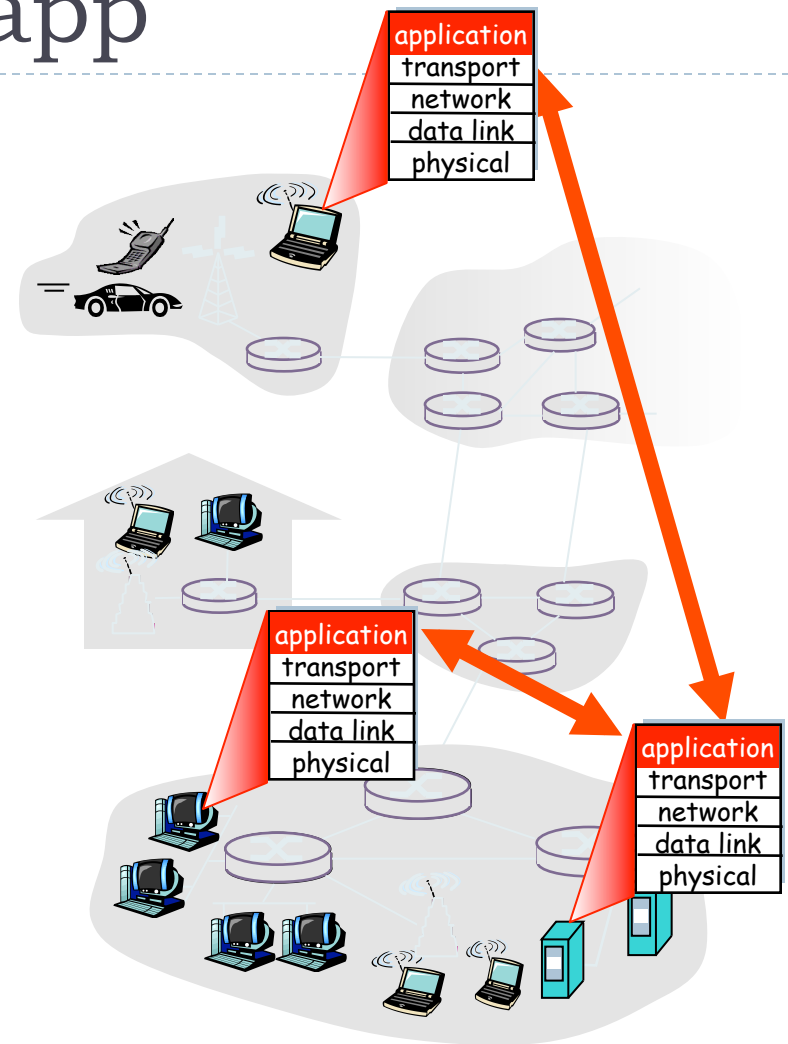 app
application
transport
network
data link
physical
application
transport
network
data link
physical
application
transport
network
data link
physical